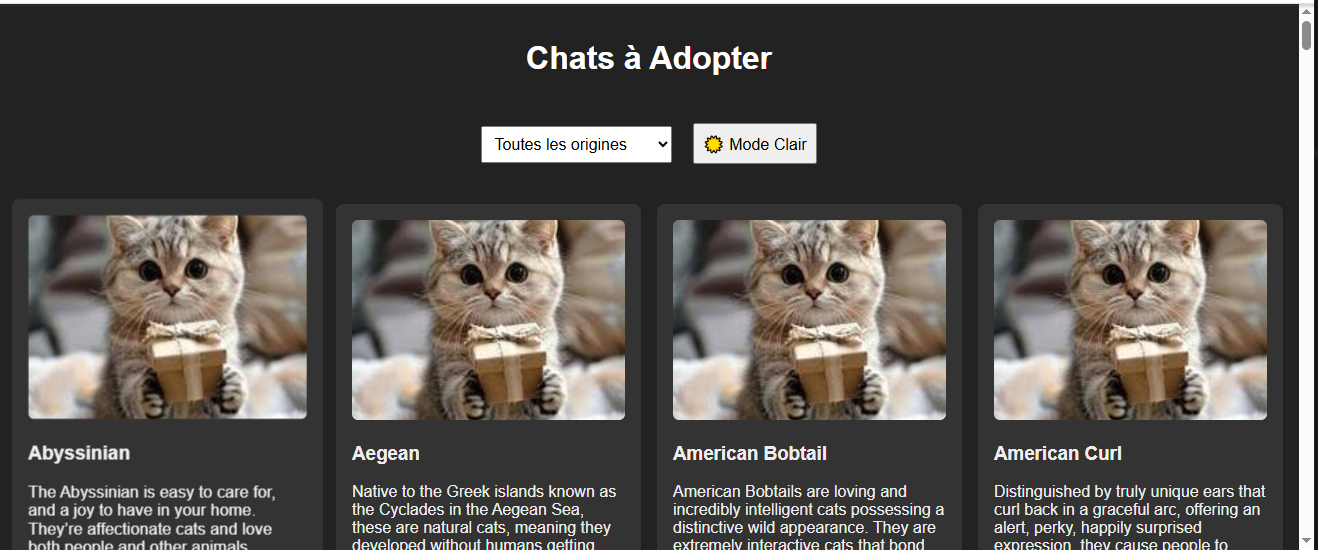 Chats à Adopter
Toutes les origines
Mode Clair
Abyssinian
The Abyssinian is easy to care for,
and a joy to have in your home.
They’re affectionate cats and love
both people and other animals.
Aegean
Native to the Greek islands known as
the Cyclades in the Aegean Sea,
these are natural cats, meaning they
developed without humans getting
American Bobtail
American Bobtails are loving and
incredibly intelligent cats possessing a
distinctive wild appearance. They are
extremely interactive cats that bond
American Curl
Distinguished by truly unique ears that
curl back in a graceful arc, offering an
alert, perky, happily surprised
expression, they cause people to